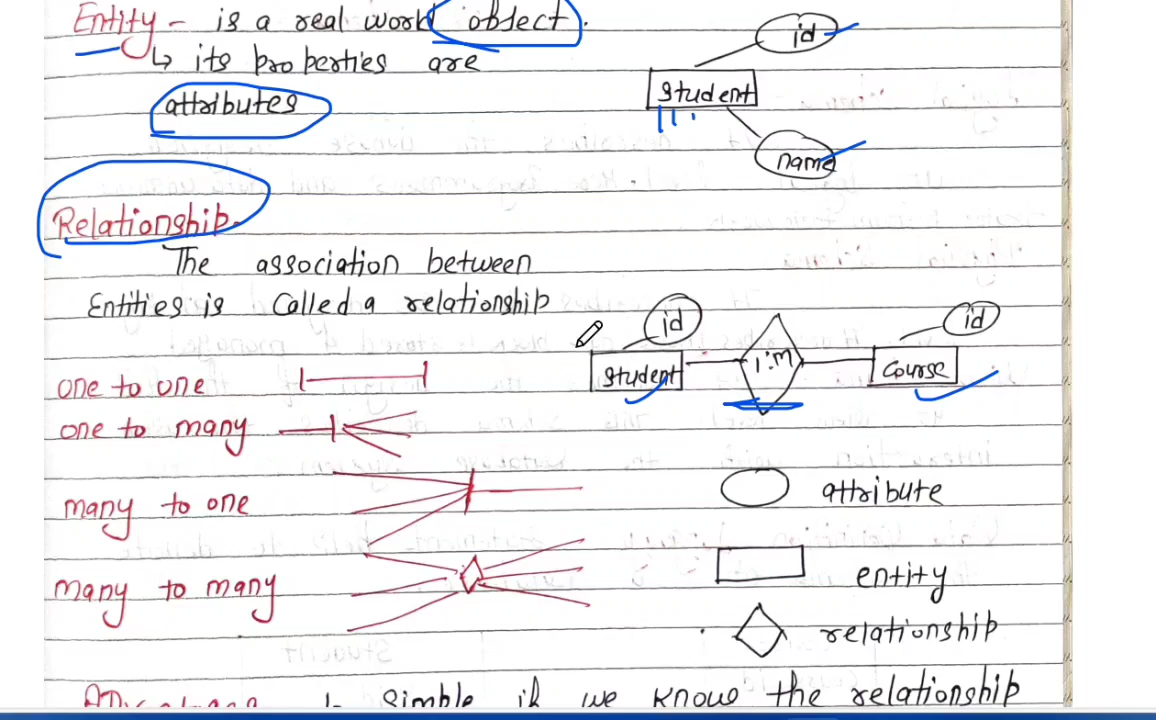 Entity - is a real world object.
↳ its properties are
attributes
id
Student
name
Relationship
The association between
Entities is Called a relationship
id
Student
1:M
id
Course
one to one
one to many
many to one
many to many
attribute
entity
relationship
simple if we know the relationship